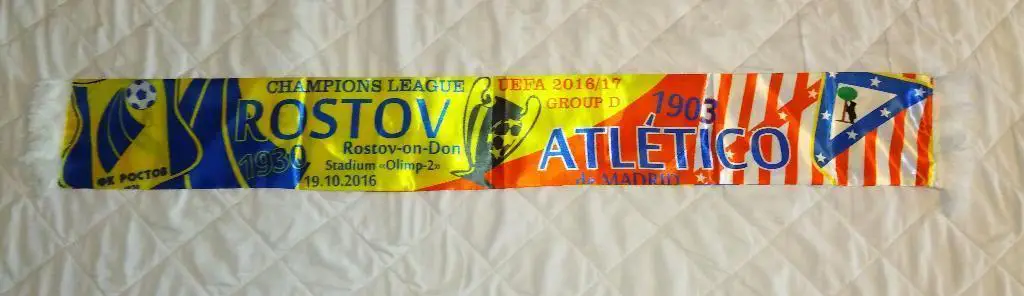 CHAMPIONS LEAGUE
ROSTOV
Rostov-on-Don
1930
Stadium «Olimp-2»
19.10.2016
ФК РОСТОВ
UEFA 2016/17
GROUP D
1903
ATLÉTICO
de MADRID